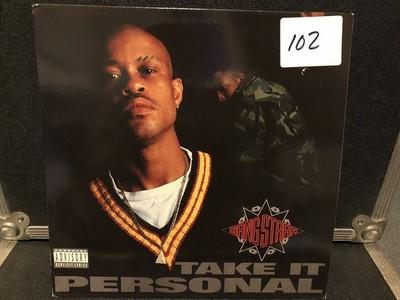 102
GANGSTARR
PARENTAL
ADVISORY
EXPLICIT LYRICS
TAKE IT
PERSONAL